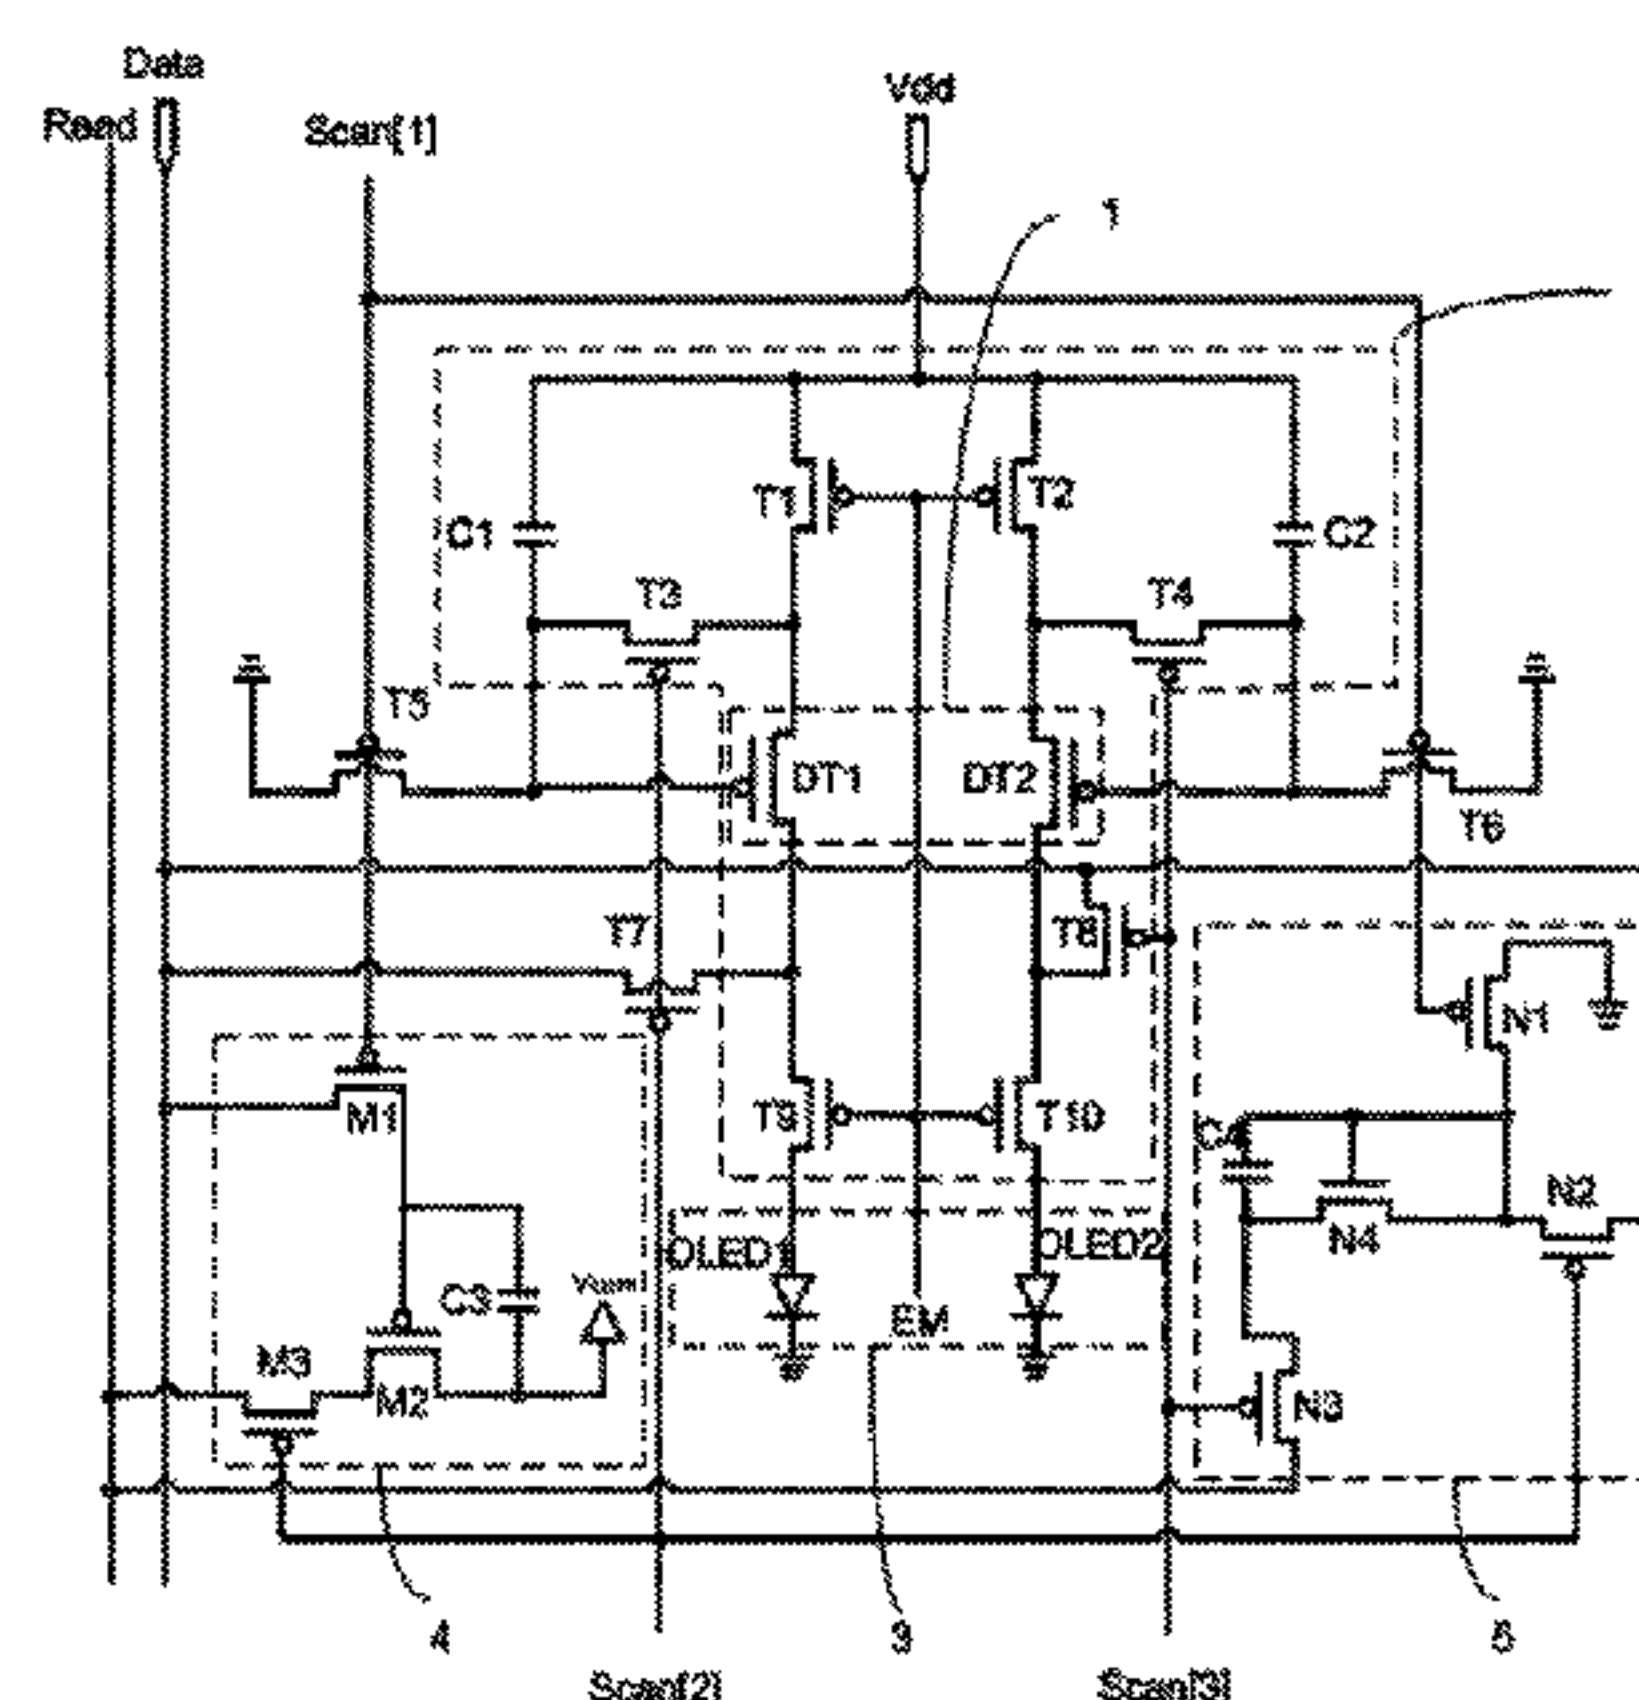 Data
Vdd
Read
Scan[1]
1
T1
T2
C1
C2
T3
T4
T5
DT1
DT2
T6
T7
T8
N1
M1
T9
T10
C4
N2
N4
OLED1
OLED2
C3
EM
M3
M2
N3
4
3
5
Scan[2]
Scan[3]